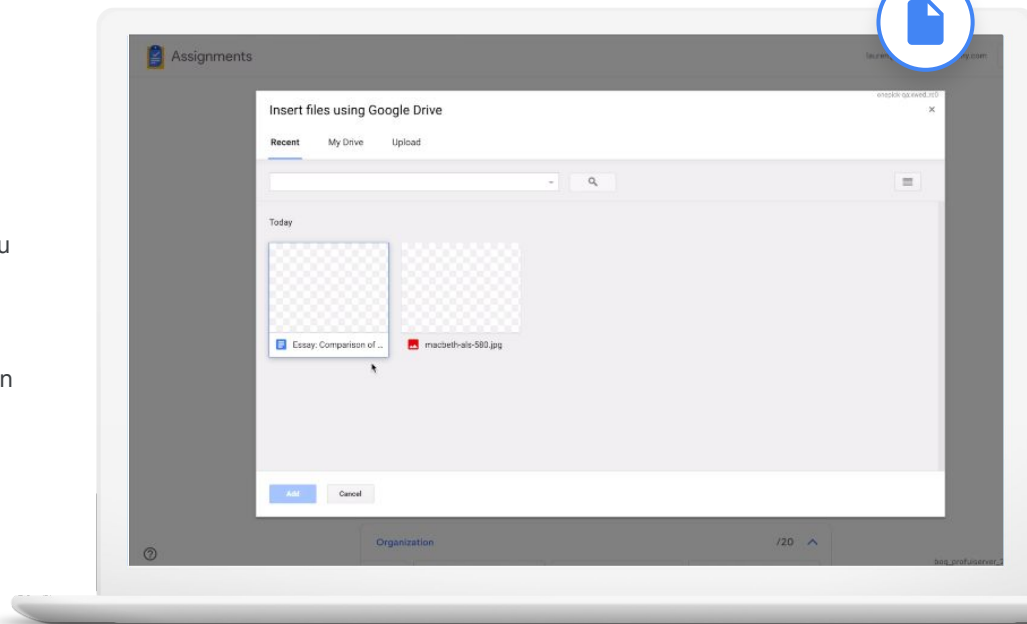 Assignments
Insert files using Google Drive
Recent My Drive Upload
Today
Essay: Comparison of ...
macbeth-als-580.jpg
Add Cancel
Organization /20